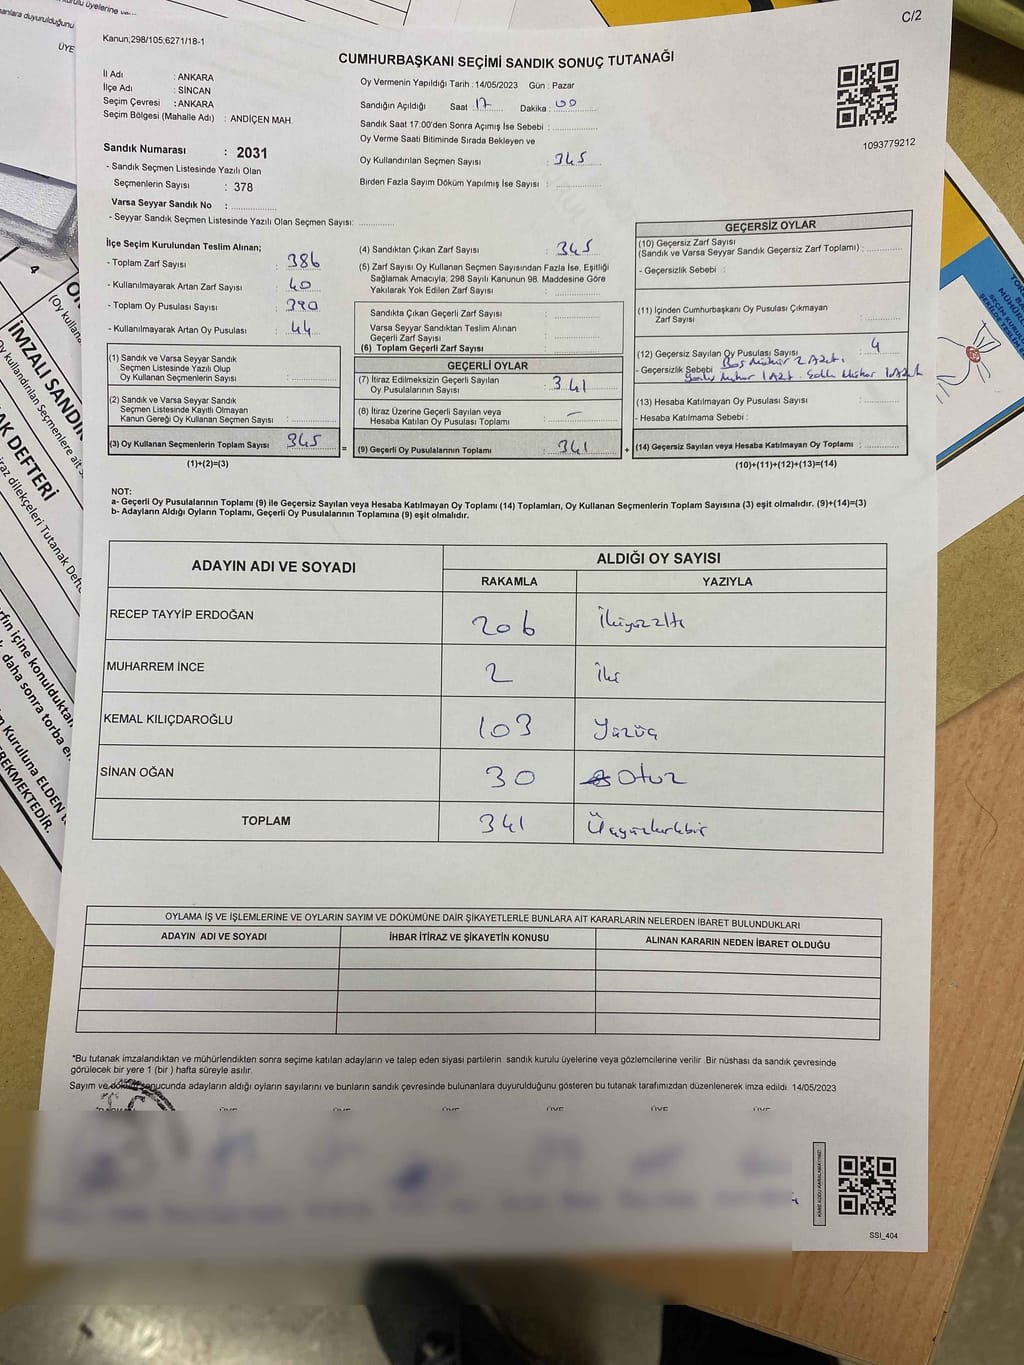 C/2
Kanun;298/105;6271/18-1
CUMHURBAŞKANI SEÇİMİ SANDIK SONUÇ TUTANAĞI
İl Adı : ANKARA
İlçe Adı : SİNCAN
Seçim Çevresi : ANKARA
Seçim Bölgesi (Mahalle Adı) : ANDİÇEN MAH.
Sandık Numarası : 2031
- Sandık Seçmen Listesinde Yazılı Olan
Seçmenlerin Sayısı : 378
Varsa Seyyar Sandık No : ..............
- Seyyar Sandık Seçmen Listesinde Yazılı Olan Seçmen Sayısı: ..............
Oy Vermenin Yapıldığı Tarih : 14/05/2023 Gün : Pazar
Sandığın Açıldığı Saat : 17 Dakika : 00
Sandık Saat 17:00'den Sonra Açımış İse Sebebi : ..............
Oy Verme Saati Bitiminde Sırada Bekleyen ve
Oy Kullandırılan Seçmen Sayısı : 345
Birden Fazla Sayım Döküm Yapılmış İse Sayısı : ..............
1093779212
İlçe Seçim Kurulundan Teslim Alınan;
- Toplam Zarf Sayısı : 386
- Kullanılmayarak Artan Zarf Sayısı : 40
- Toplam Oy Pusulası Sayısı : 390
- Kullanılmayarak Artan Oy Pusulası : 44
(1) Sandık ve Varsa Seyyar Sandık
Seçmen Listesinde Yazılı Olup
Oy Kullanan Seçmenlerin Sayısı : ..............
(2) Sandık ve Varsa Seyyar Sandık
Seçmen Listesinde Kayıtlı Olmayan
Kanun Gereği Oy Kullanan Seçmen Sayısı : ..............
(3) Oy Kullanan Seçmenlerin Toplam Sayısı : 345 =
(1)+(2)=(3)
(4) Sandıktan Çıkan Zarf Sayısı : 345
(5) Zarf Sayısı Oy Kullanan Seçmen Sayısından Fazla İse, Eşitliği
Sağlamak Amacıyla; 298 Sayılı Kanunun 98. Maddesine Göre
Yakılarak Yok Edilen Zarf Sayısı : ..............
Sandıkta Çıkan Geçerli Zarf Sayısı : ..............
Varsa Seyyar Sandıktan Teslim Alınan
Geçerli Zarf Sayısı : ..............
(6) Toplam Geçerli Zarf Sayısı : ..............
GEÇERLİ OYLAR
(7) İtiraz Edilmeksizin Geçerli Sayılan
Oy Pusulası Sayısı : 341
(8) İtiraz Üzerine Geçerli Sayılan veya
Hesaba Katılan Oy Pusulası Toplamı : –
(9) Geçerli Oy Pusulalarının Toplamı : 341 +
GEÇERSİZ OYLAR
(10) Geçersiz Zarf Sayısı
(Sandık ve Varsa Seyyar Sandık Geçersiz Zarf Toplamı) : ..............
- Geçersizlik Sebebi :
(11) İçinden Cumhurbaşkanı Oy Pusulası Çıkmayan
Zarf Sayısı : ..............
(12) Geçersiz Sayılan Oy Pusulası Sayısı : 4
- Geçersizlik Sebebi : Boş Mühür 2 Adet.
Mühür 1 Adet. Mühür 1 Adet
(13) Hesaba Katılmayan Oy Pusulası Sayısı : ..............
- Hesaba Katılmama Sebebi :
(14) Geçersiz Sayılan veya Hesaba Katılmayan Oy Toplamı : ..............
(10)+(11)+(12)+(13)=(14)
NOT:
a- Geçerli Oy Pusulalarının Toplamı (9) ile Geçersiz Sayılan veya Hesaba Katılmayan Oy Toplamı (14) Toplamları, Oy Kullanan Seçmenlerin Toplam Sayısına (3) eşit olmalıdır. (9)+(14)=(3)
b- Adayların Aldığı Oyların Toplamı, Geçerli Oy Pusulalarının Toplamına (9) eşit olmalıdır.
ADAYIN ADI VE SOYADI ALDIĞI OY SAYISI
RAKAMLA YAZIYLA
RECEP TAYYİP ERDOĞAN 206 İkiyüzaltı
MUHARREM İNCE 2 İki
KEMAL KILIÇDAROĞLU 103 Yüzüç
SİNAN OĞAN 30 Otuz
TOPLAM 341 Üçyüzkırkbir
OYLAMA İŞ VE İŞLEMLERİNE VE OYLARIN SAYIM VE DÖKÜMÜNE DAİR ŞİKAYETLERLE BUNLARA AİT KARARLARIN NELERDEN İBARET BULUNDUKLARI
ADAYIN ADI VE SOYADI İHBAR İTİRAZ VE ŞİKAYETİN KONUSU ALINAN KARARIN NEDEN İBARET OLDUĞU
*Bu tutanak imzalandıktan ve mühürlendikten sonra seçime katılan adayların ve talep eden siyasi partilerin sandık kurulu üyelerine veya gözlemcilerine verilir. Bir nüshası da sandık çevresinde
görülecek bir yere 1 (bir ) hafta süreyle asılır.
Sayım ve döküm sonucunda adayların aldığı oyların sayılarını ve bunların sandık çevresinde bulunanlara duyurulduğunu gösteren bu tutanak tarafımızdan düzenlenerek imza edildi. 14/05/2023
SSİ_404
üyelerine
anlara duyurulduğunu
ÜYE
4
İMZALI SANDIK
DEFTERİ